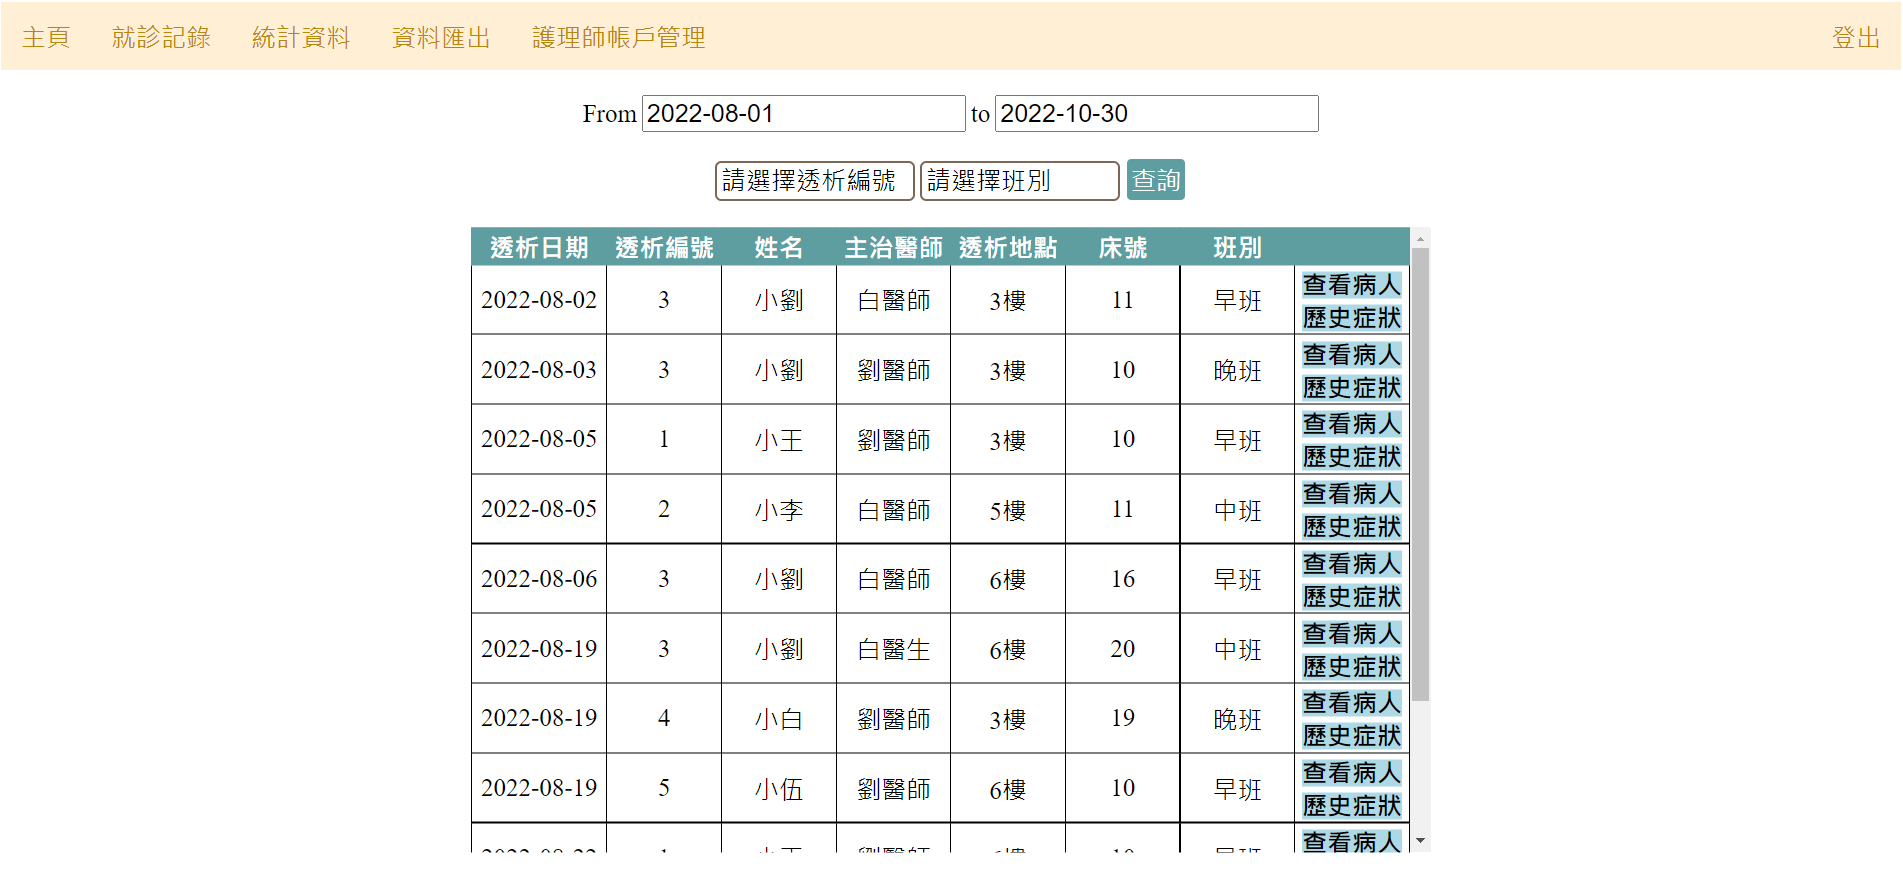 主頁 就診記錄 統計資料 資料匯出 護理師帳戶管理 登出
From 2022-08-01 to 2022-10-30
請選擇透析編號 請選擇班別 查詢
透析日期 透析編號 姓名 主治醫師 透析地點 床號 班別
2022-08-02 3 小劉 白醫師 3樓 11 早班 查看病人
歷史症狀
2022-08-03 3 小劉 劉醫師 3樓 10 晚班 查看病人
歷史症狀
2022-08-05 1 小王 劉醫師 3樓 10 早班 查看病人
歷史症狀
2022-08-05 2 小李 白醫師 5樓 11 中班 查看病人
歷史症狀
2022-08-06 3 小劉 白醫師 6樓 16 早班 查看病人
歷史症狀
2022-08-19 3 小劉 白醫生 6樓 20 中班 查看病人
歷史症狀
2022-08-19 4 小白 劉醫師 3樓 19 晚班 查看病人
歷史症狀
2022-08-19 5 小伍 劉醫師 6樓 10 早班 查看病人
歷史症狀
查看病人